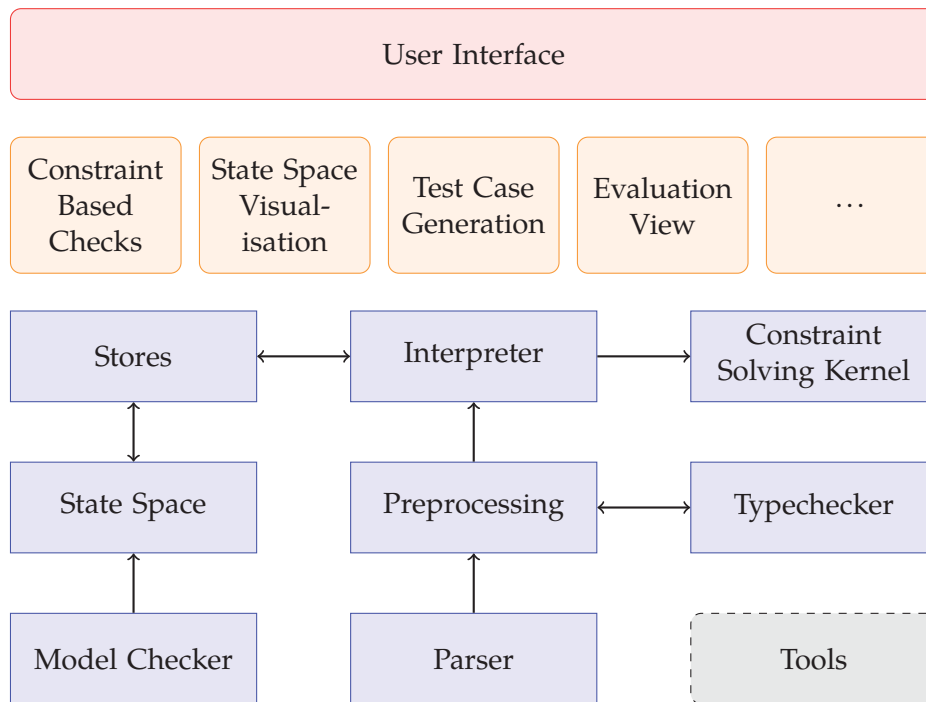 User Interface
Constraint
Based
Checks
State Space
Visual-
isation
Test Case
Generation
Evaluation
View
...
Stores
Interpreter
Constraint
Solving Kernel
State Space
Preprocessing
Typechecker
Model Checker
Parser
Tools